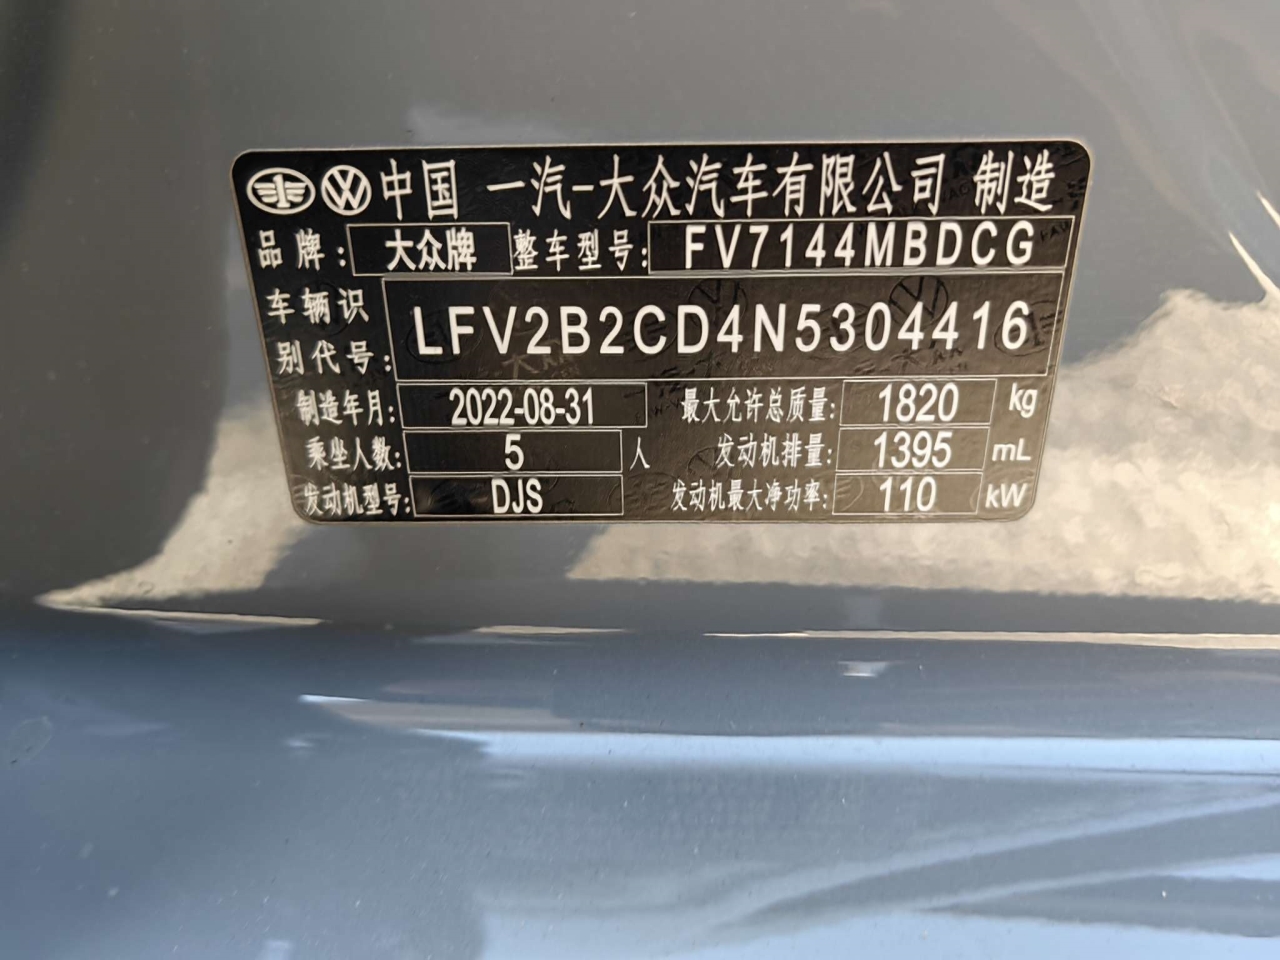 中国 一汽-大众汽车有限公司 制造
品牌: 大众牌 整车型号: FV7144MBDCG
车辆识别代号: LFV2B2CD4N5304416
制造年月: 2022-08-31 最大允许总质量: 1820 kg
乘坐人数: 5 人 发动机排量: 1395 mL
发动机型号: DJS 发动机最大净功率: 110 kW